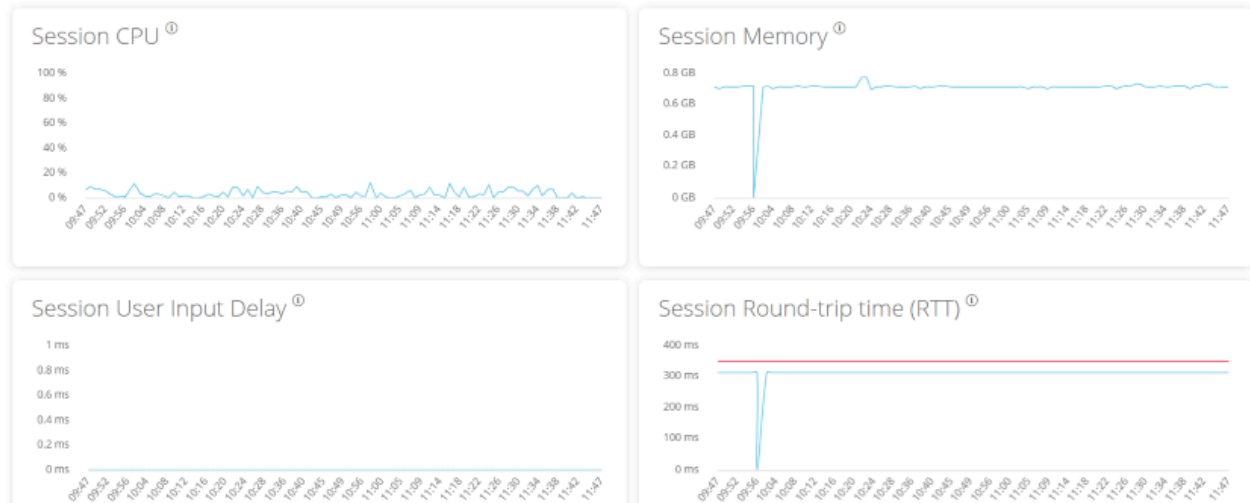 Session CPU
100 %
80 %
60 %
40 %
20 %
0 %
09:47 09:52 09:56 10:04 10:08 10:12 10:16 10:20 10:24 10:28 10:36 10:40 10:45 10:49 10:56 11:00 11:05 11:09 11:14 11:18 11:22 11:26 11:30 11:34 11:38 11:42 11:47
Session Memory
0.8 GB
0.6 GB
0.4 GB
0.2 GB
0 GB
09:47 09:52 09:56 10:04 10:08 10:12 10:16 10:20 10:24 10:28 10:36 10:40 10:45 10:49 10:56 11:00 11:05 11:09 11:14 11:18 11:22 11:26 11:30 11:34 11:38 11:42 11:47
Session User Input Delay
1 ms
0.8 ms
0.6 ms
0.4 ms
0.2 ms
0 ms
09:47 09:52 09:56 10:04 10:08 10:12 10:16 10:20 10:24 10:28 10:36 10:40 10:45 10:49 10:56 11:00 11:05 11:09 11:14 11:18 11:22 11:26 11:30 11:34 11:38 11:42 11:47
Session Round-trip time (RTT)
400 ms
300 ms
200 ms
100 ms
0 ms
09:47 09:52 09:56 10:04 10:08 10:12 10:16 10:20 10:24 10:28 10:36 10:40 10:45 10:49 10:56 11:00 11:05 11:09 11:14 11:18 11:22 11:26 11:30 11:34 11:38 11:42 11:47